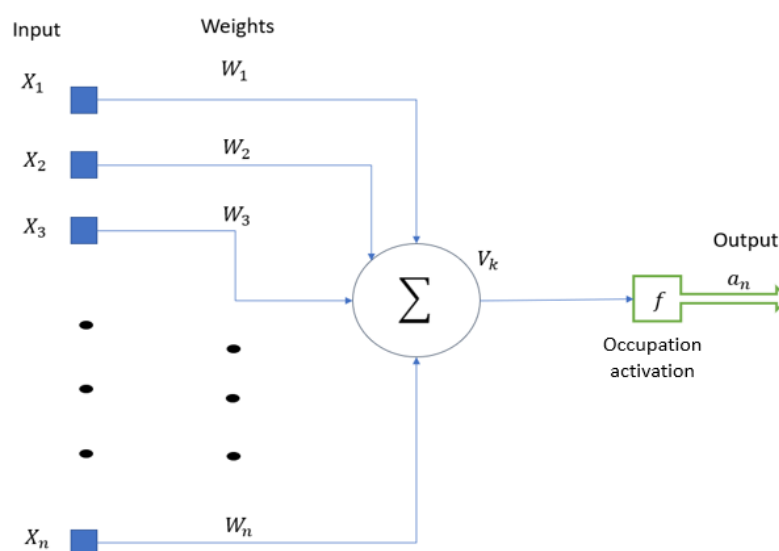 Input
Weights
X₁
W₁
X₂
W₂
X₃
W₃
∑
Vₖ
f
Output
aₙ
Occupation
activation
Xₙ
Wₙ